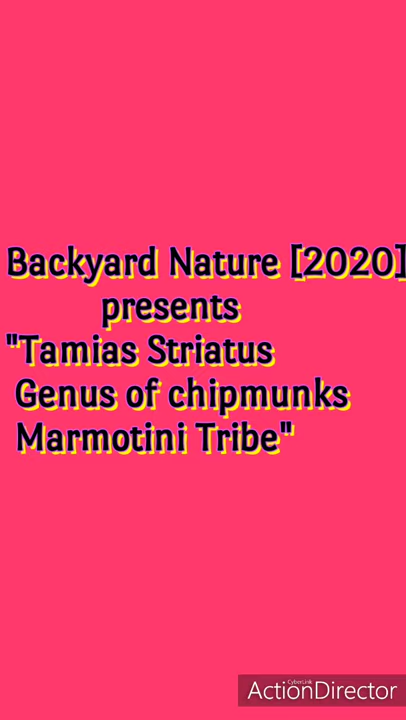 Backyard Nature [2020]
presents
"Tamias Striatus
Genus of chipmunks
Marmotini Tribe"
CyberLink
ActionDirector